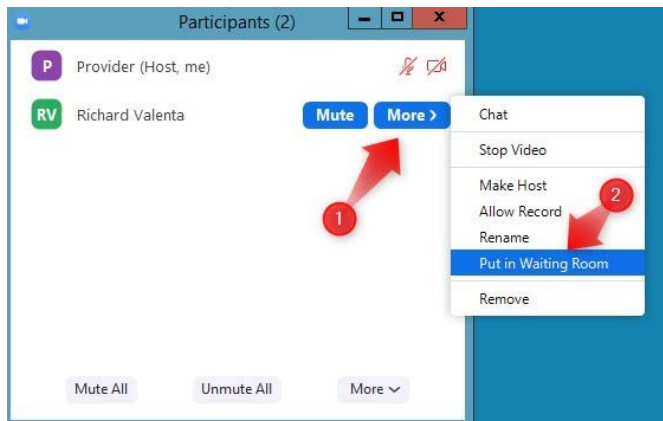 Participants (2)
X
P Provider (Host, me)
RV Richard Valenta Mute More >
1
Chat
Stop Video
Make Host
Allow Record
Rename
2
Put in Waiting Room
Remove
Mute All Unmute All More